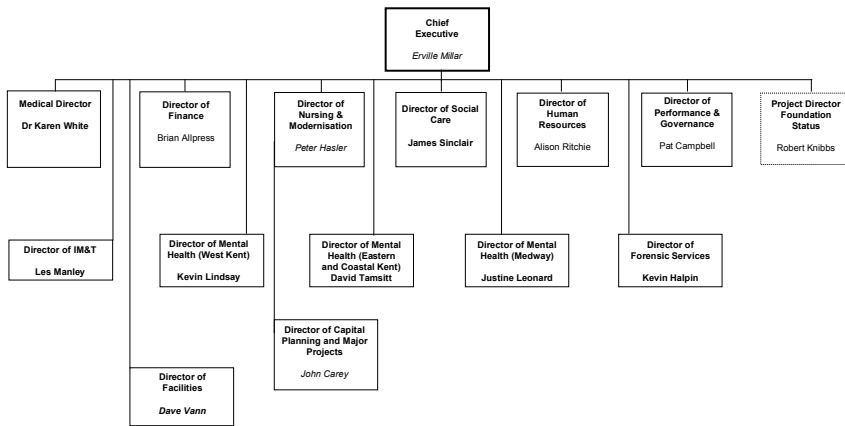 Chief
Executive
Erville Millar
Medical Director
Dr Karen White
Director of
Finance
Brian Allpress
Director of
Nursing &
Modernisation
Peter Hasler
Director of Social
Care
James Sinclair
Director of
Human
Resources
Alison Ritchie
Director of
Performance &
Governance
Pat Campbell
Project Director
Foundation
Status
Robert Knibbs
Director of IM&T
Les Manley
Director of Mental
Health (West Kent)
Kevin Lindsay
Director of Mental
Health (Eastern
and Coastal Kent)
David Tamsitt
Director of Mental
Health (Medway)
Justine Leonard
Director of
Forensic Services
Kevin Halpin
Director of Capital
Planning and Major
Projects
John Carey
Director of
Facilities
Dave Vann